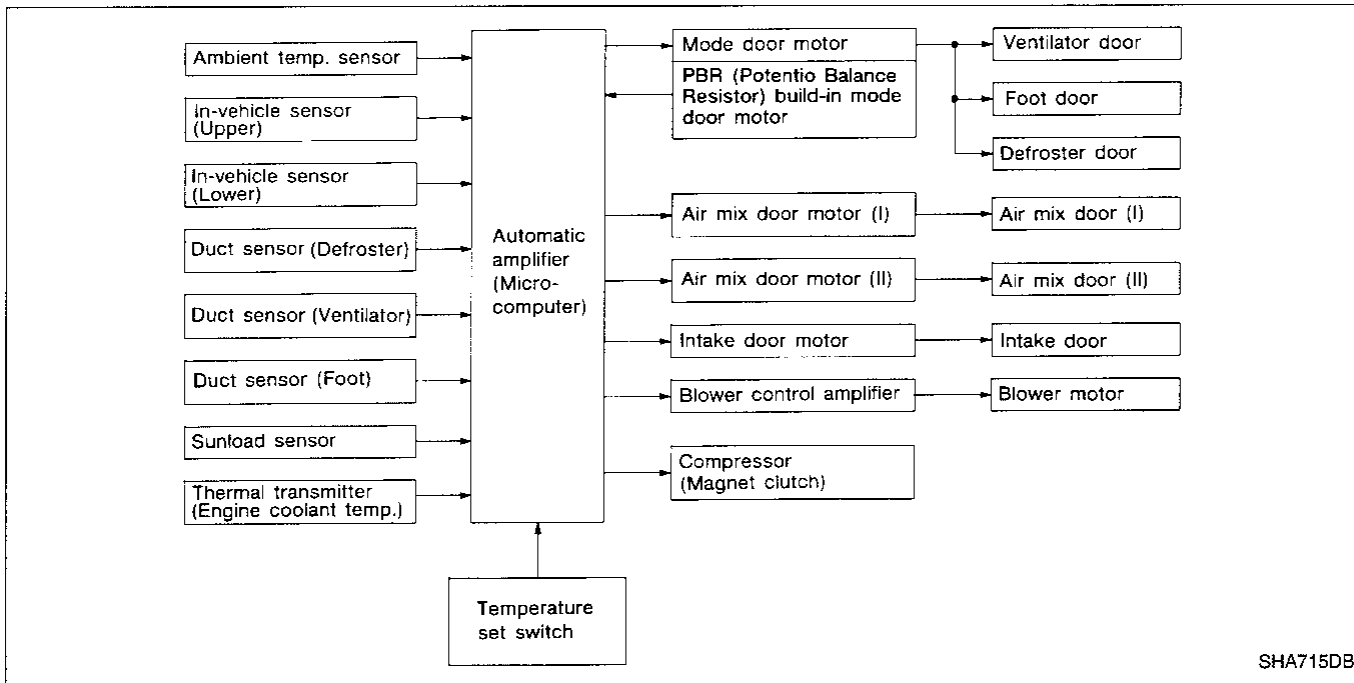 Ambient temp. sensor
In-vehicle sensor
(Upper)
In-vehicle sensor
(Lower)
Duct sensor (Defroster)
Duct sensor (Ventilator)
Duct sensor (Foot)
Sunload sensor
Thermal transmitter
(Engine coolant temp.)
Automatic
amplifier
(Micro-
computer)
Temperature
set switch
Mode door motor
PBR (Potentio Balance
Resistor) build-in mode
door motor
Air mix door motor (I)
Air mix door motor (II)
Intake door motor
Blower control amplifier
Compressor
(Magnet clutch)
Ventilator door
Foot door
Defroster door
Air mix door (I)
Air mix door (II)
Intake door
Blower motor
SHA715DB